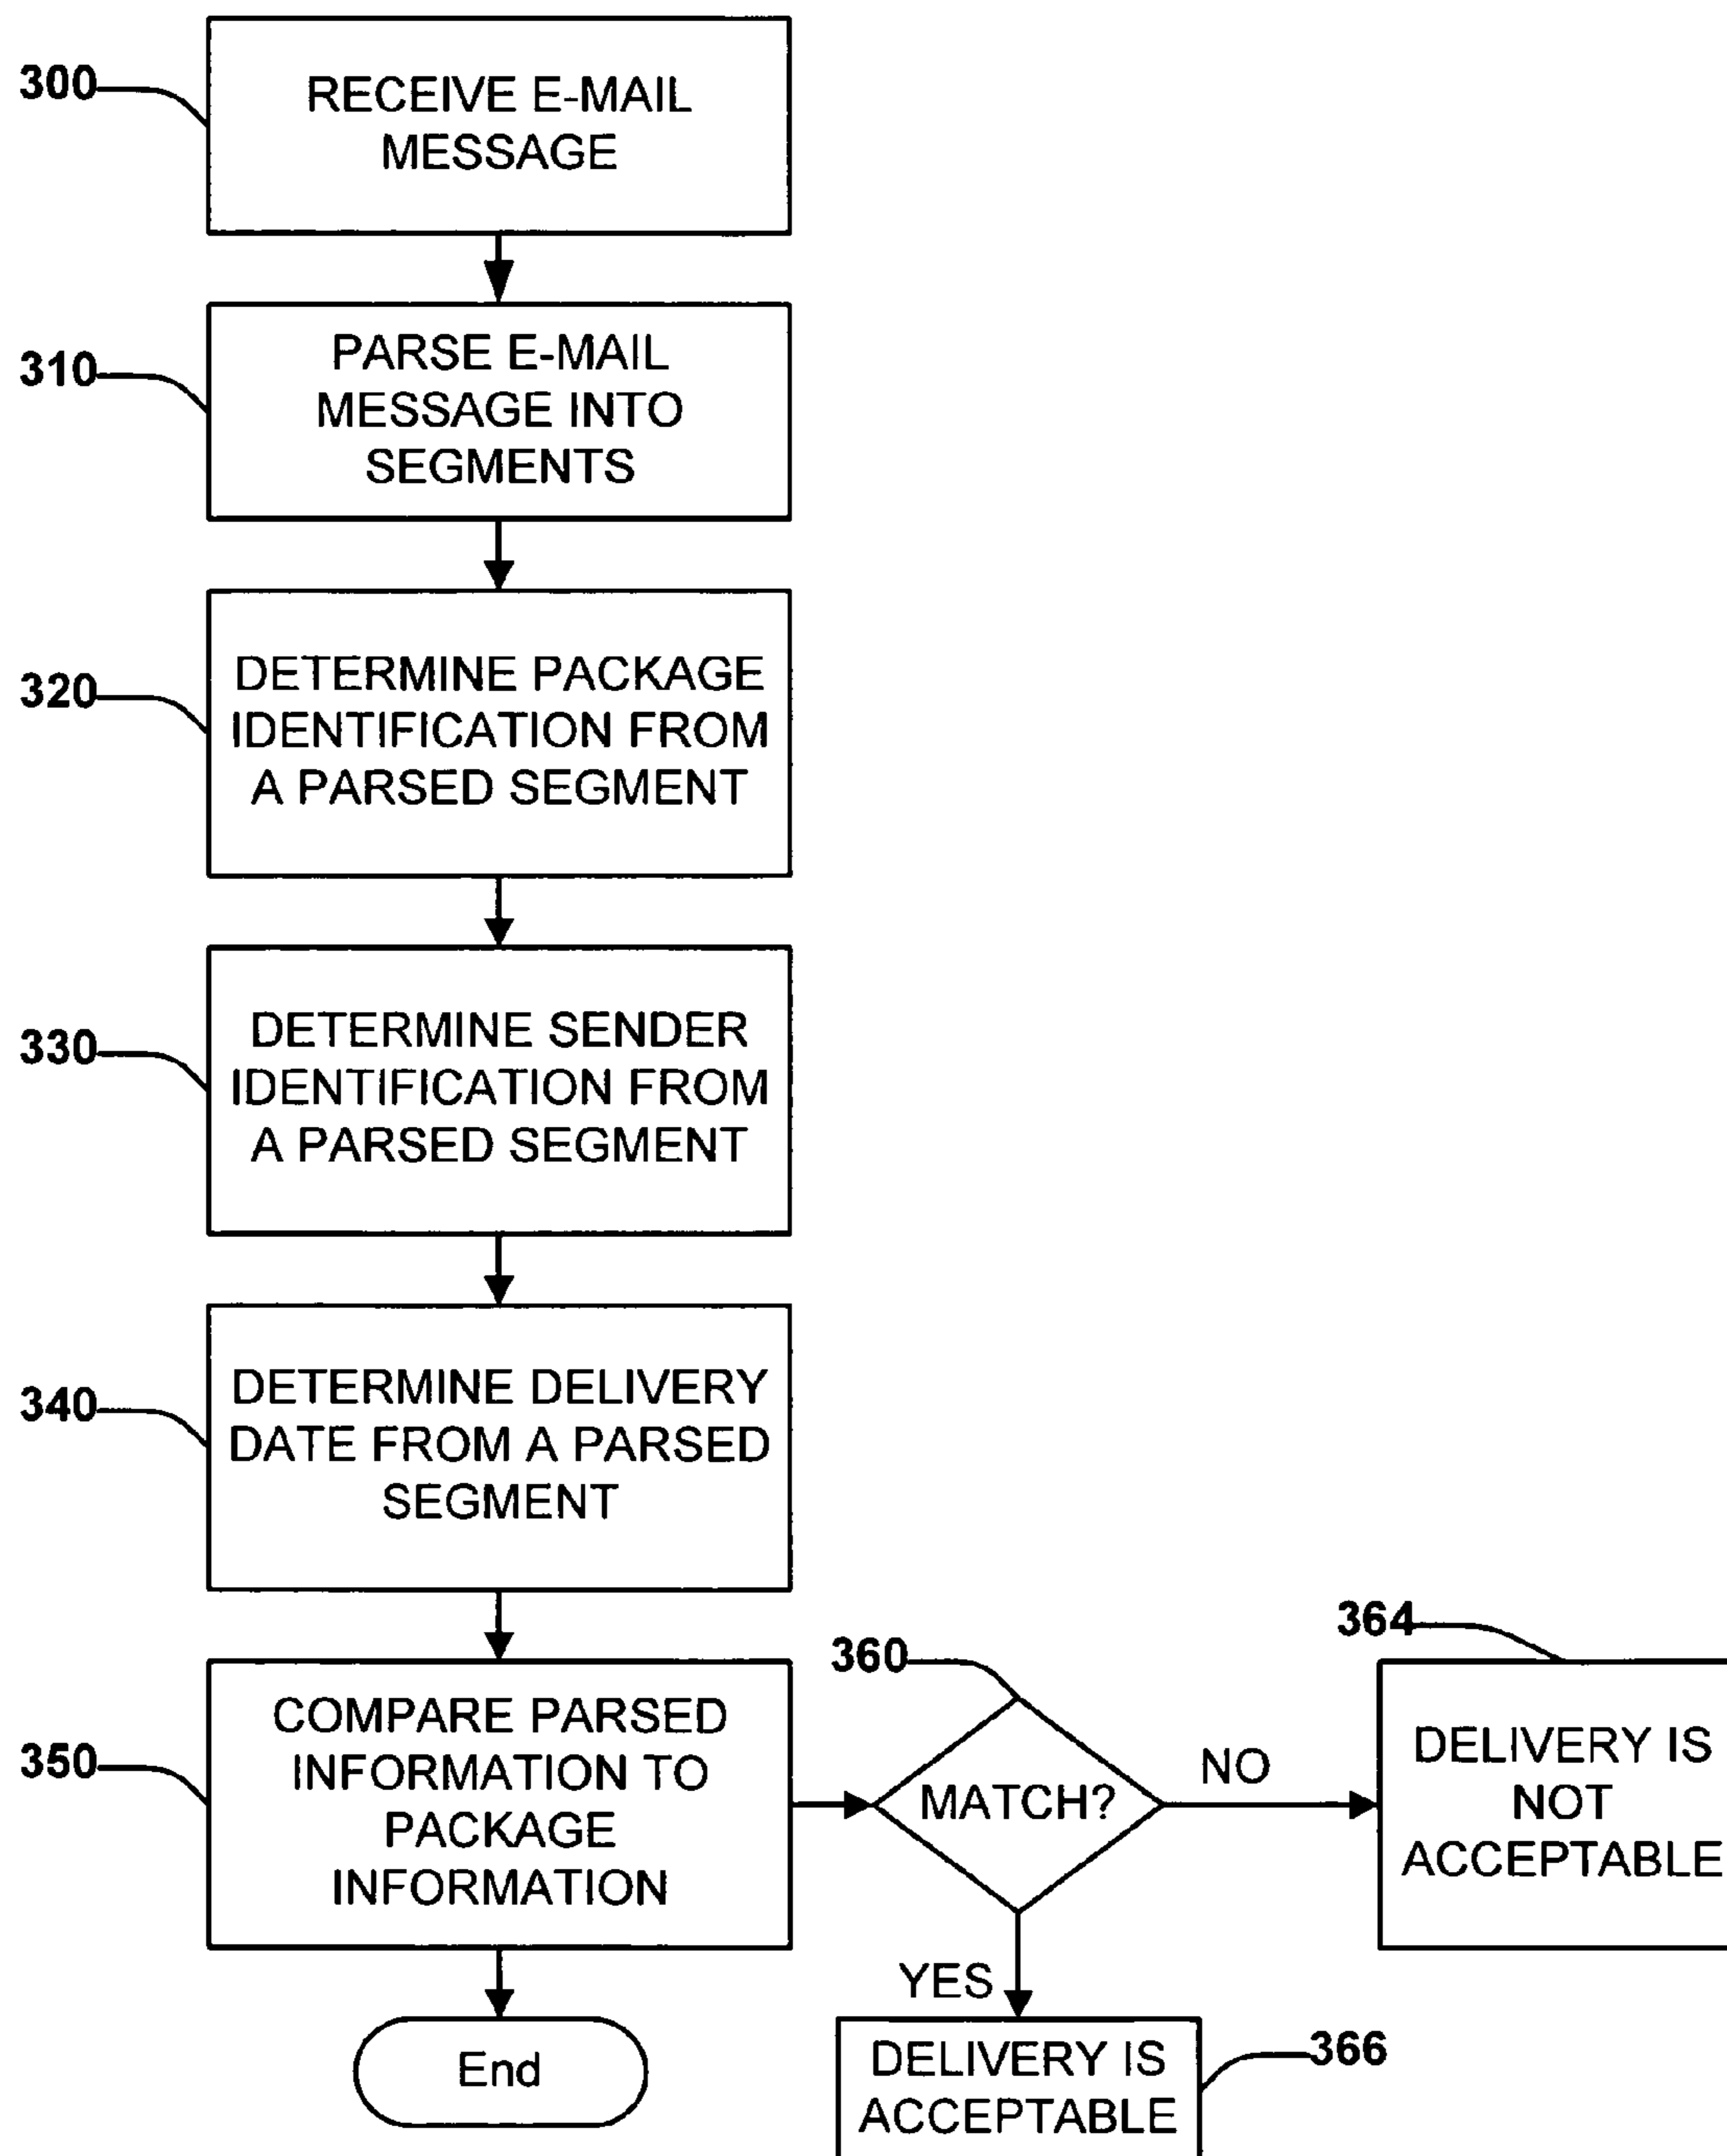 300
RECEIVE E-MAIL
MESSAGE
310
PARSE E-MAIL
MESSAGE INTO
SEGMENTS
320
DETERMINE PACKAGE
IDENTIFICATION FROM
A PARSED SEGMENT
330
DETERMINE SENDER
IDENTIFICATION FROM
A PARSED SEGMENT
340
DETERMINE DELIVERY
DATE FROM A PARSED
SEGMENT
350
COMPARE PARSED
INFORMATION TO
PACKAGE
INFORMATION
360
MATCH?
NO
364
DELIVERY IS
NOT
ACCEPTABLE
YES
366
DELIVERY IS
ACCEPTABLE
End